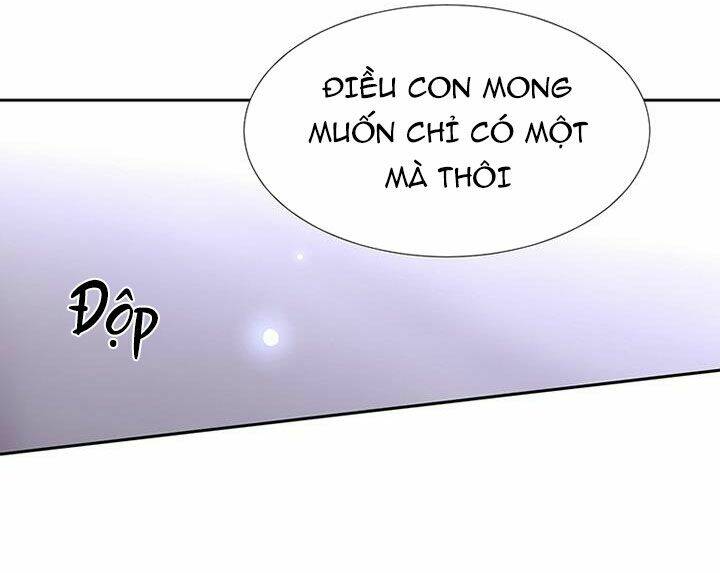 ĐIỀU CON MONG
MUỐN CHỈ CÓ MỘT
MÀ THÔI
Độp